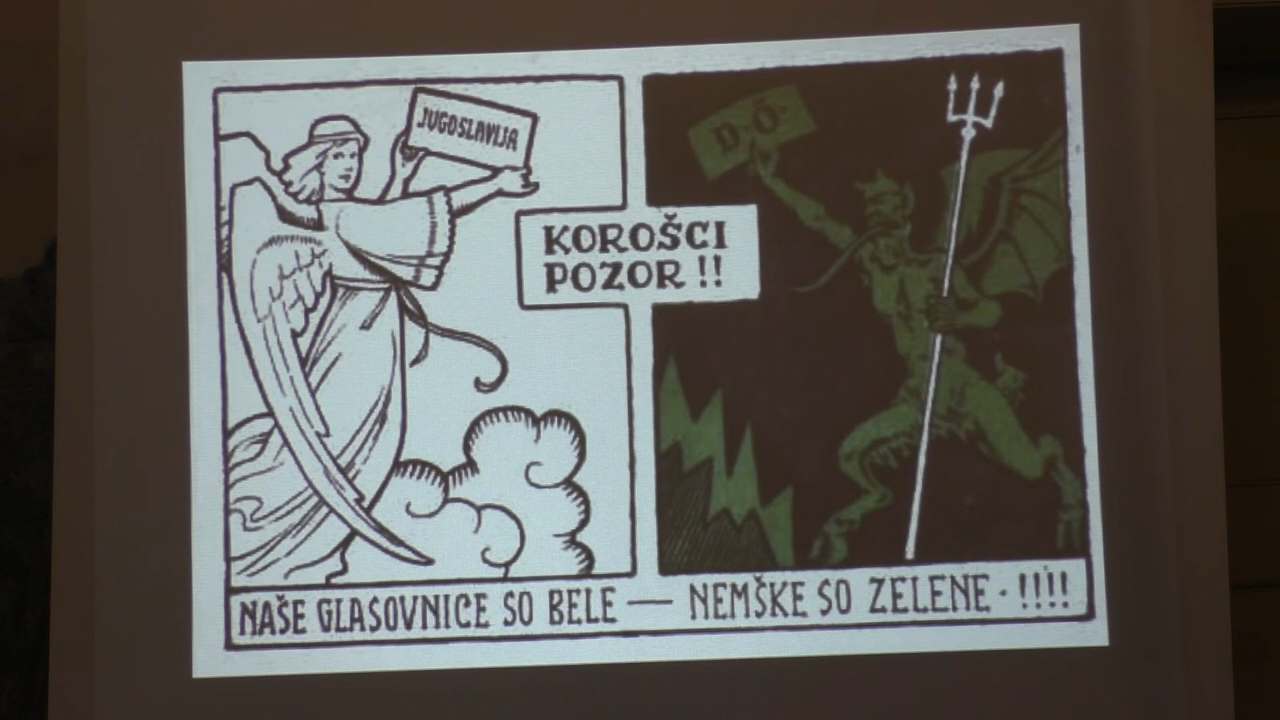 JUGOSLAVIJA
D·Ö·
KOROŠCI
POZOR!!
NAŠE GLASOVNICE SO BELE — NEMŠKE SO ZELENE·!!!!